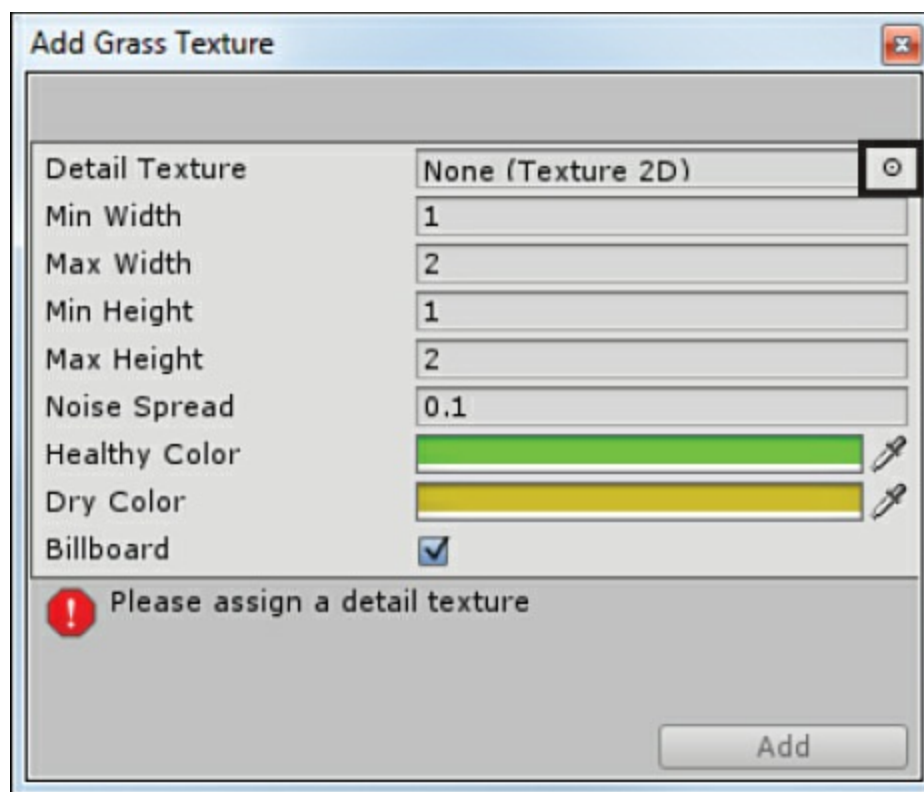 Add Grass Texture
Detail Texture None (Texture 2D)
Min Width 1
Max Width 2
Min Height 1
Max Height 2
Noise Spread 0.1
Healthy Color
Dry Color
Billboard
Please assign a detail texture
Add